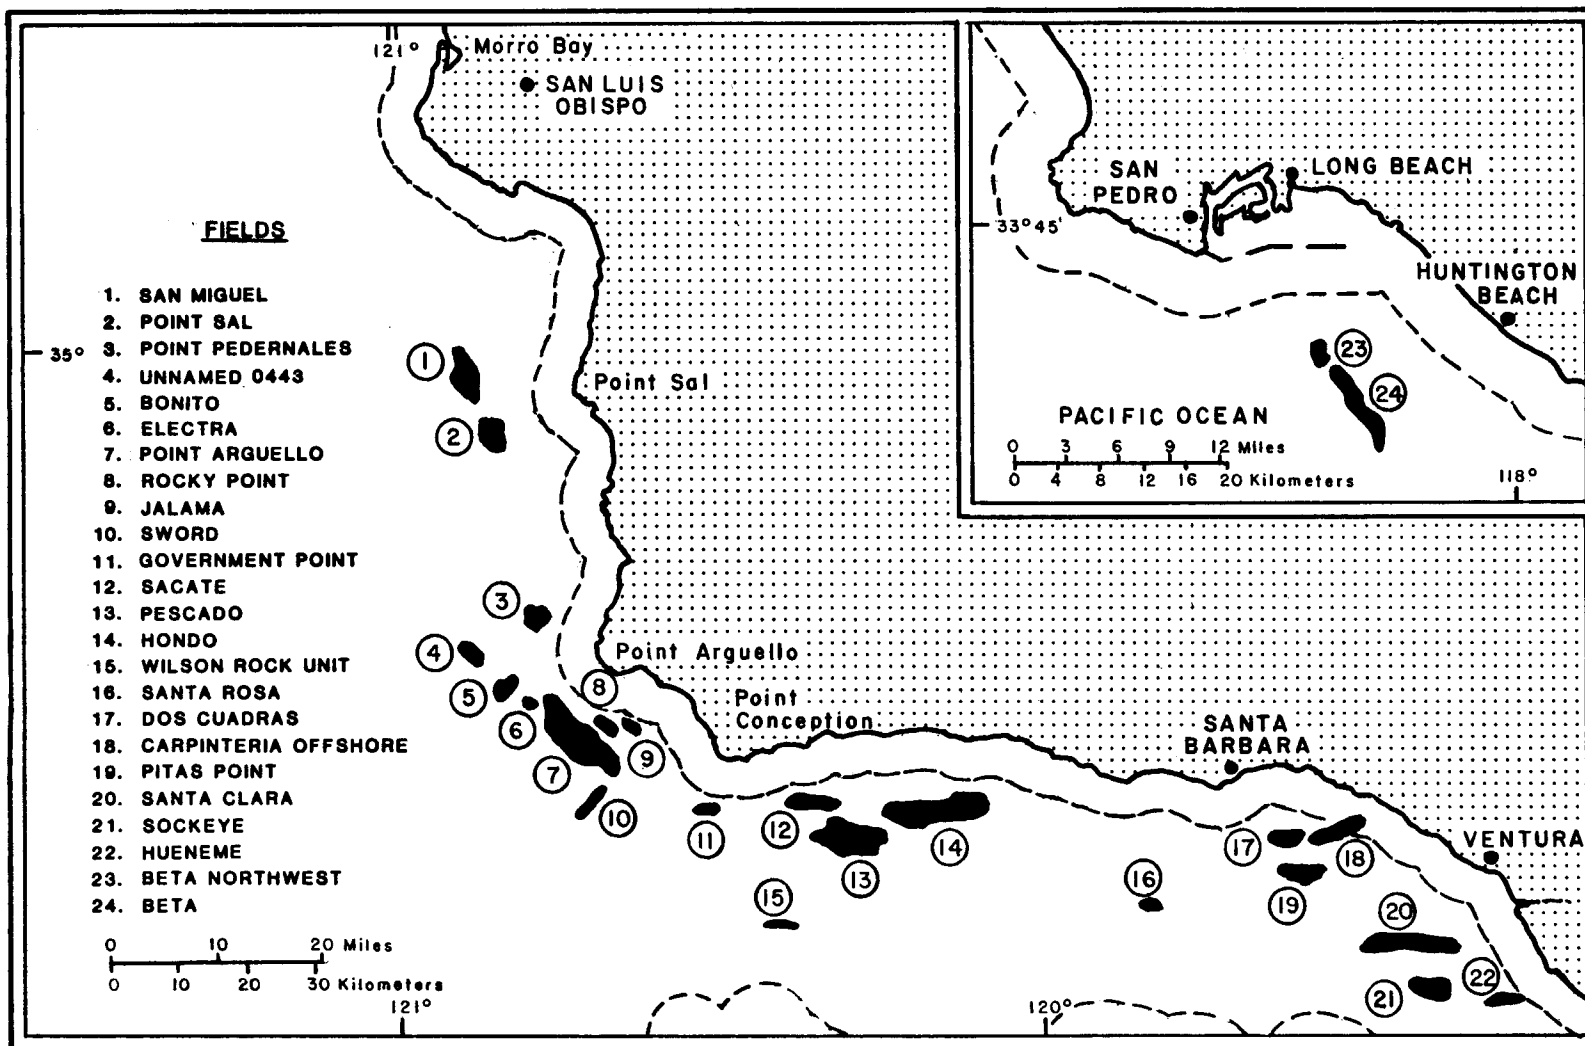 121°
Morro Bay
SAN LUIS
OBISPO
FIELDS
1. SAN MIGUEL
2. POINT SAL
3. POINT PEDERNALES
4. UNNAMED 0443
5. BONITO
6. ELECTRA
7. POINT ARGUELLO
8. ROCKY POINT
9. JALAMA
10. SWORD
11. GOVERNMENT POINT
12. SACATE
13. PESCADO
14. HONDO
15. WILSON ROCK UNIT
16. SANTA ROSA
17. DOS CUADRAS
18. CARPINTERIA OFFSHORE
19. PITAS POINT
20. SANTA CLARA
21. SOCKEYE
22. HUENEME
23. BETA NORTHWEST
24. BETA
0 10 20 Miles
0 10 20 30 Kilometers
35°
1
2
Point Sal
3
4
Point Arguello
5
8
6
Point
Conception
7
9
10
11
12
13
14
15
16
SANTA
BARBARA
17
18
VENTURA
19
20
21
22
121°
120°
SAN
PEDRO
LONG BEACH
33°45'
HUNTINGTON
BEACH
23
24
PACIFIC OCEAN
0 3 6 9 12 Miles
0 4 8 12 16 20 Kilometers
118°